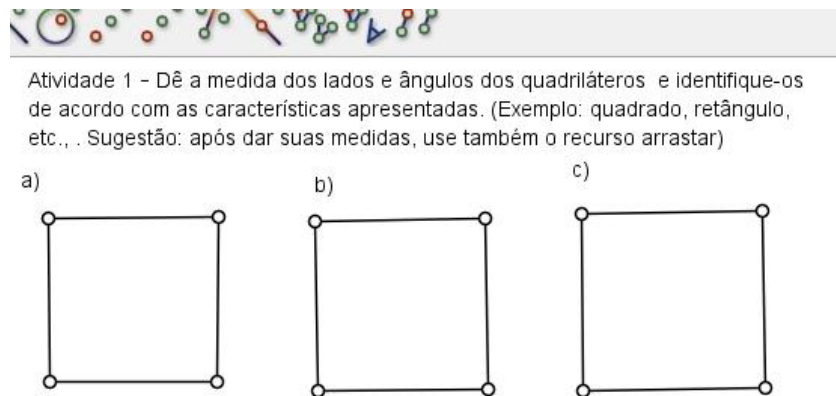 Atividade 1 - Dê a medida dos lados e ângulos dos quadriláteros e identifique-os
de acordo com as características apresentadas. (Exemplo: quadrado, retângulo,
etc., . Sugestão: após dar suas medidas, use também o recurso arrastar)
a)
b)
c)